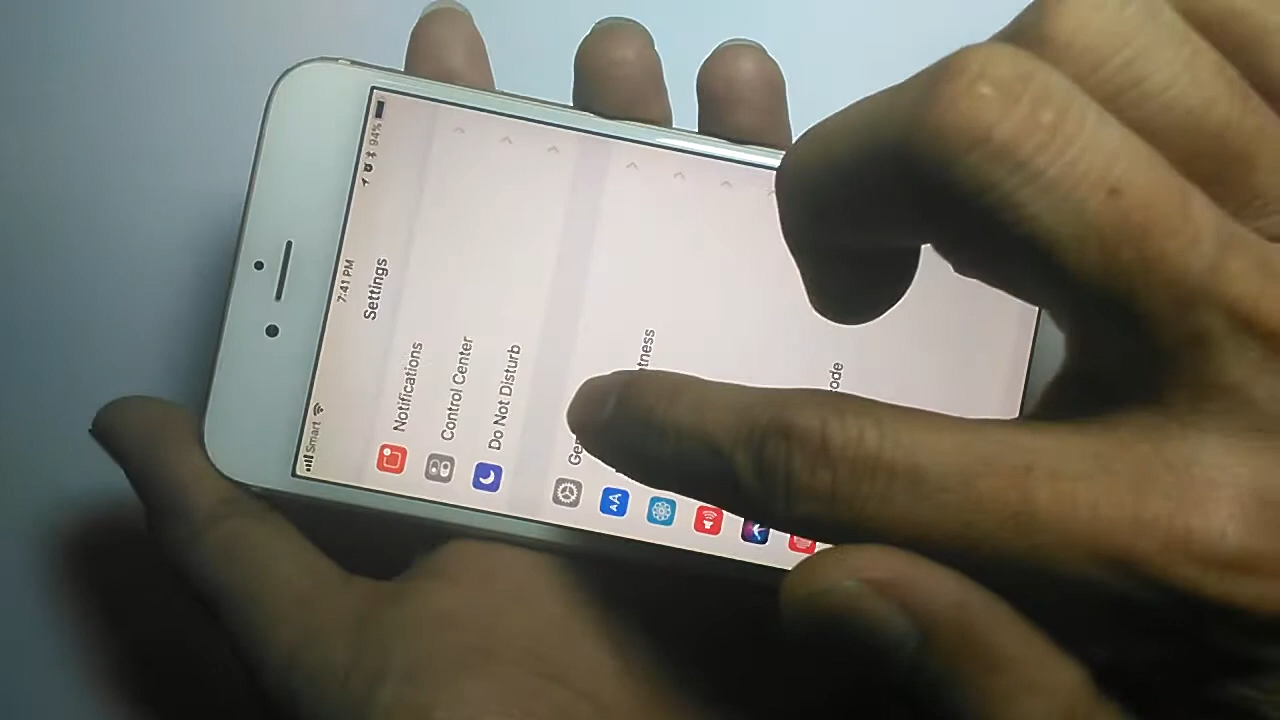 Smart 7:41 PM 94%
Settings
Notifications
Control Center
Do Not Disturb
Ge
AA tness
ode